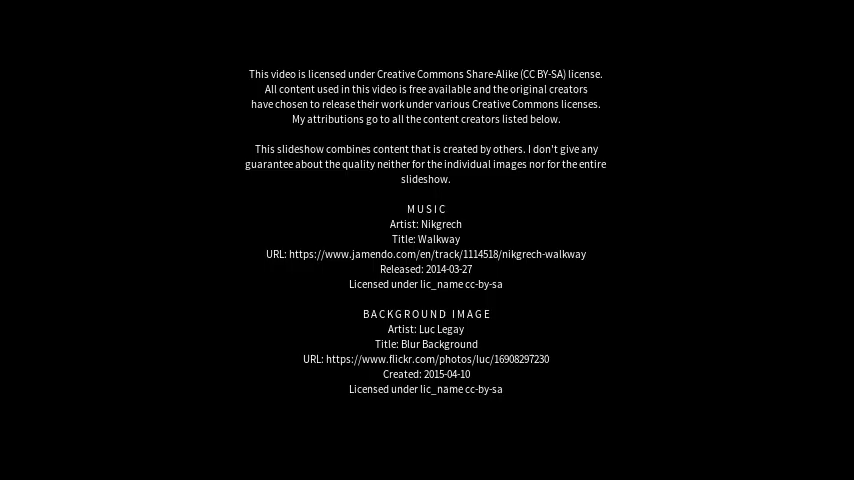 This video is licensed under Creative Commons Share-Alike (CC BY-SA) license.
All content used in this video is free available and the original creators
have chosen to release their work under various Creative Commons licenses.
My attributions go to all the content creators listed below.
This slideshow combines content that is created by others. I don't give any
guarantee about the quality neither for the individual images nor for the entire
slideshow.
MUSIC
Artist: Nikgrech
Title: Walkway
URL: https://www.jamendo.com/en/track/1114518/nikgrech-walkway
Released: 2014-03-27
Licensed under lic_name cc-by-sa
BACKGROUND IMAGE
Artist: Luc Legay
Title: Blur Background
URL: https://www.flickr.com/photos/luc/16908297230
Created: 2015-04-10
Licensed under lic_name cc-by-sa